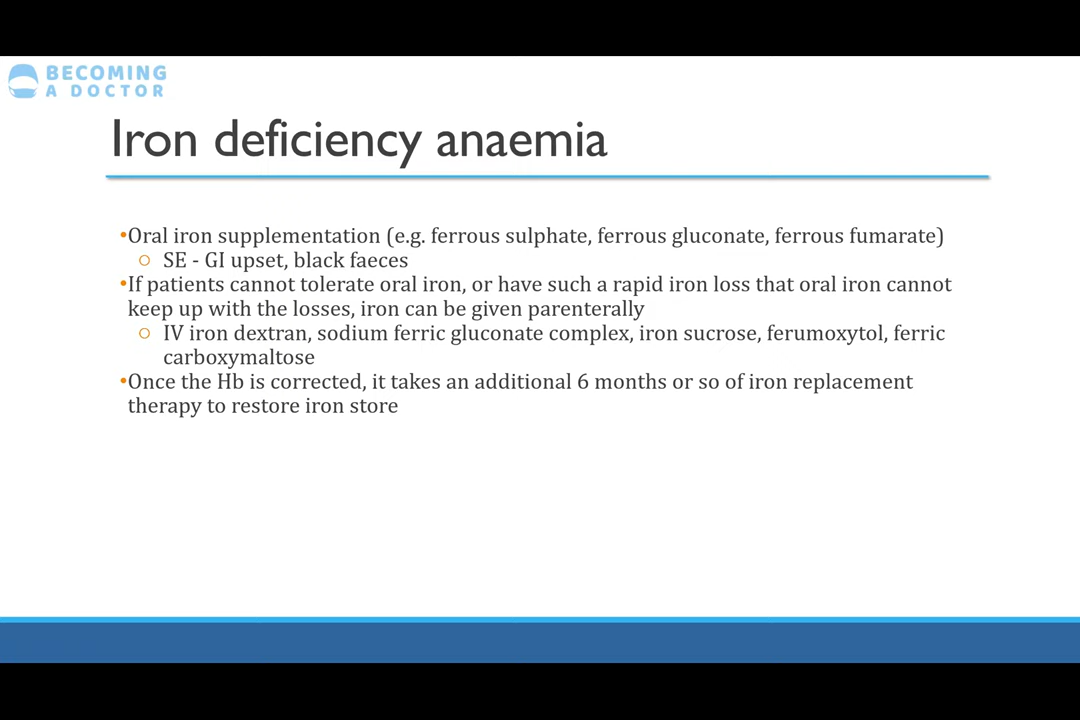 BECOMING
A DOCTOR
Iron deficiency anaemia
•Oral iron supplementation (e.g. ferrous sulphate, ferrous gluconate, ferrous fumarate)
○ SE - GI upset, black faeces
•If patients cannot tolerate oral iron, or have such a rapid iron loss that oral iron cannot
keep up with the losses, iron can be given parenterally
○ IV iron dextran, sodium ferric gluconate complex, iron sucrose, ferumoxytol, ferric
carboxymaltose
•Once the Hb is corrected, it takes an additional 6 months or so of iron replacement
therapy to restore iron store